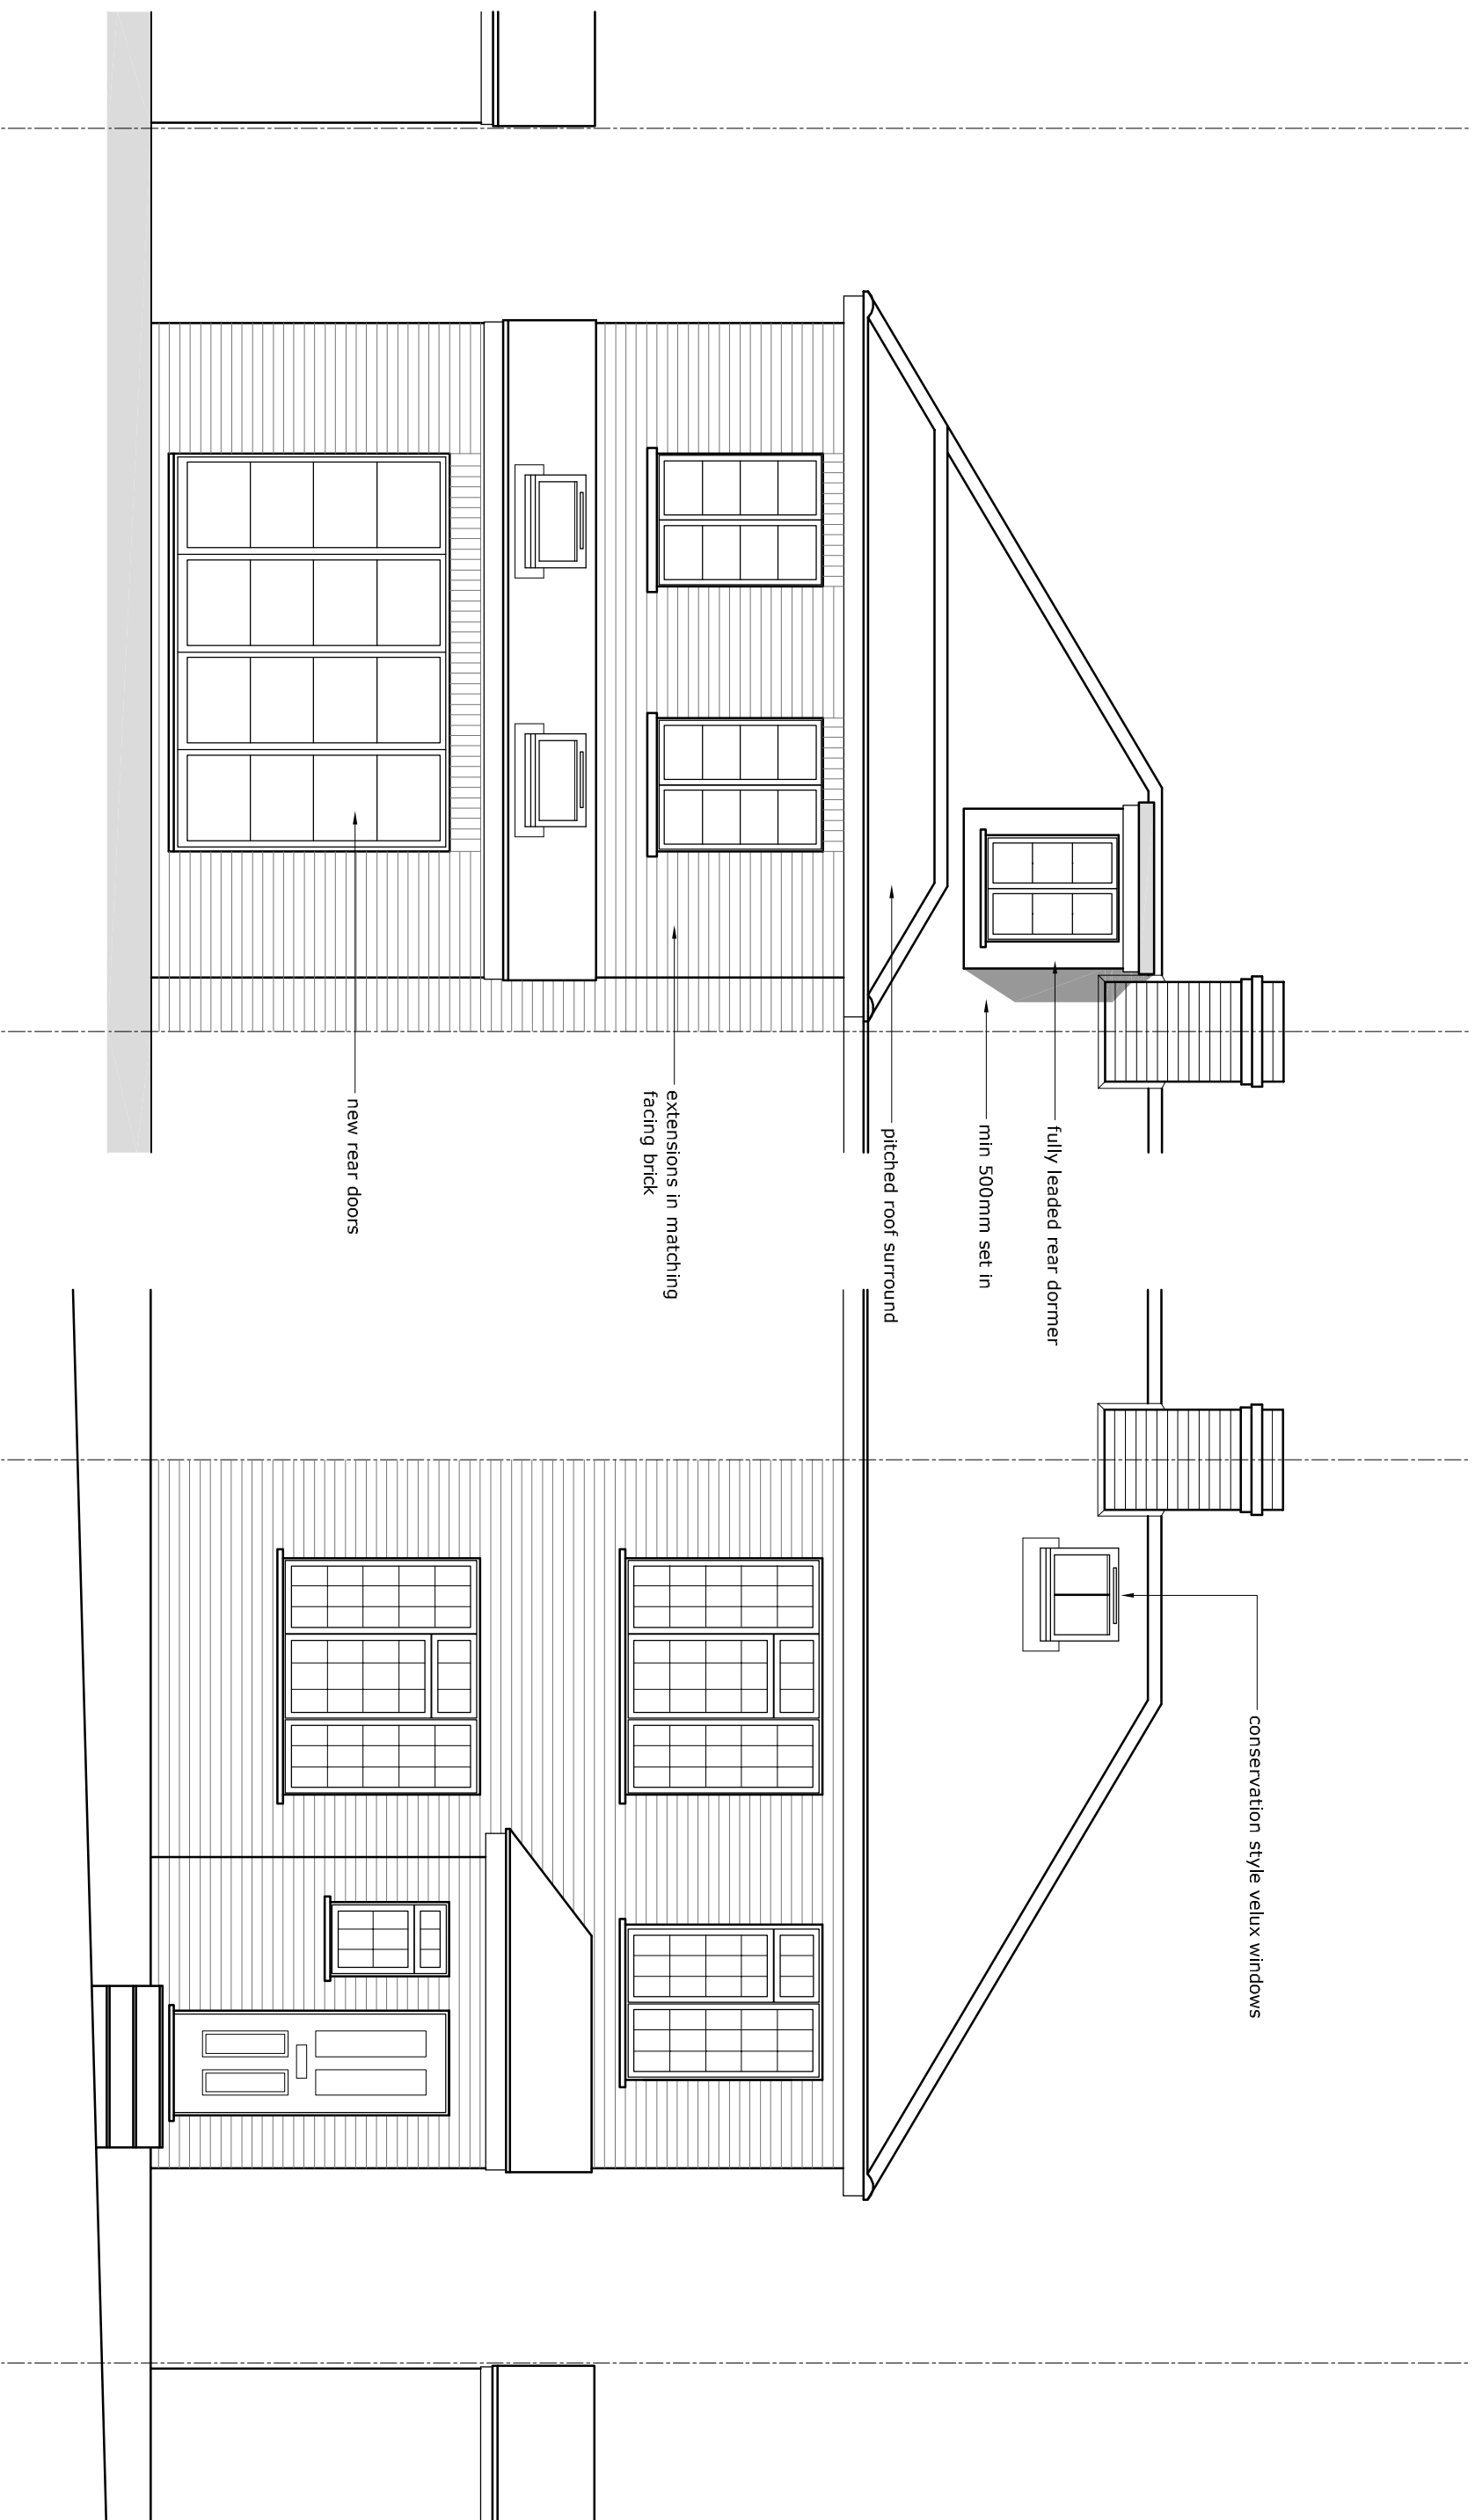 conservation style velux windows
fully leaded rear dormer
min 500mm set in
pitched roof surround
extensions in matching
facing brick
new rear doors